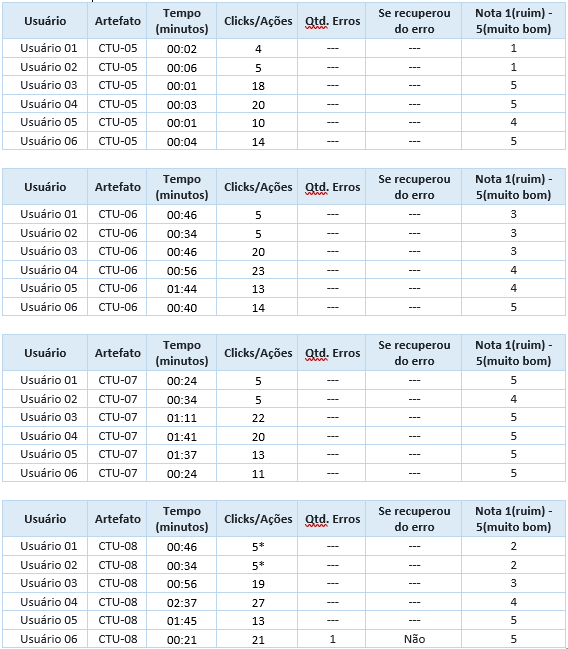 Usuário Artefato Tempo (minutos) Clicks/Ações Qtd. Erros Se recuperou do erro Nota 1(ruim) - 5(muito bom)
Usuário 01 CTU-05 00:02 4 --- --- 1
Usuário 02 CTU-05 00:06 5 --- --- 1
Usuário 03 CTU-05 00:01 18 --- --- 5
Usuário 04 CTU-05 00:03 20 --- --- 5
Usuário 05 CTU-05 00:01 10 --- --- 4
Usuário 06 CTU-05 00:04 14 --- --- 5
Usuário Artefato Tempo (minutos) Clicks/Ações Qtd. Erros Se recuperou do erro Nota 1(ruim) - 5(muito bom)
Usuário 01 CTU-06 00:46 5 --- --- 3
Usuário 02 CTU-06 00:34 5 --- --- 3
Usuário 03 CTU-06 00:46 20 --- --- 3
Usuário 04 CTU-06 00:56 23 --- --- 4
Usuário 05 CTU-06 01:44 13 --- --- 4
Usuário 06 CTU-06 00:40 14 --- --- 5
Usuário Artefato Tempo (minutos) Clicks/Ações Qtd. Erros Se recuperou do erro Nota 1(ruim) - 5(muito bom)
Usuário 01 CTU-07 00:24 5 --- --- 5
Usuário 02 CTU-07 00:34 5 --- --- 4
Usuário 03 CTU-07 01:11 22 --- --- 5
Usuário 04 CTU-07 01:41 20 --- --- 5
Usuário 05 CTU-07 01:37 13 --- --- 5
Usuário 06 CTU-07 00:24 11 --- --- 5
Usuário Artefato Tempo (minutos) Clicks/Ações Qtd. Erros Se recuperou do erro Nota 1(ruim) - 5(muito bom)
Usuário 01 CTU-08 00:46 5* --- --- 2
Usuário 02 CTU-08 00:34 5* --- --- 2
Usuário 03 CTU-08 00:56 19 --- --- 3
Usuário 04 CTU-08 02:37 27 --- --- 4
Usuário 05 CTU-08 01:45 13 --- --- 5
Usuário 06 CTU-08 00:21 21 1 Não 5